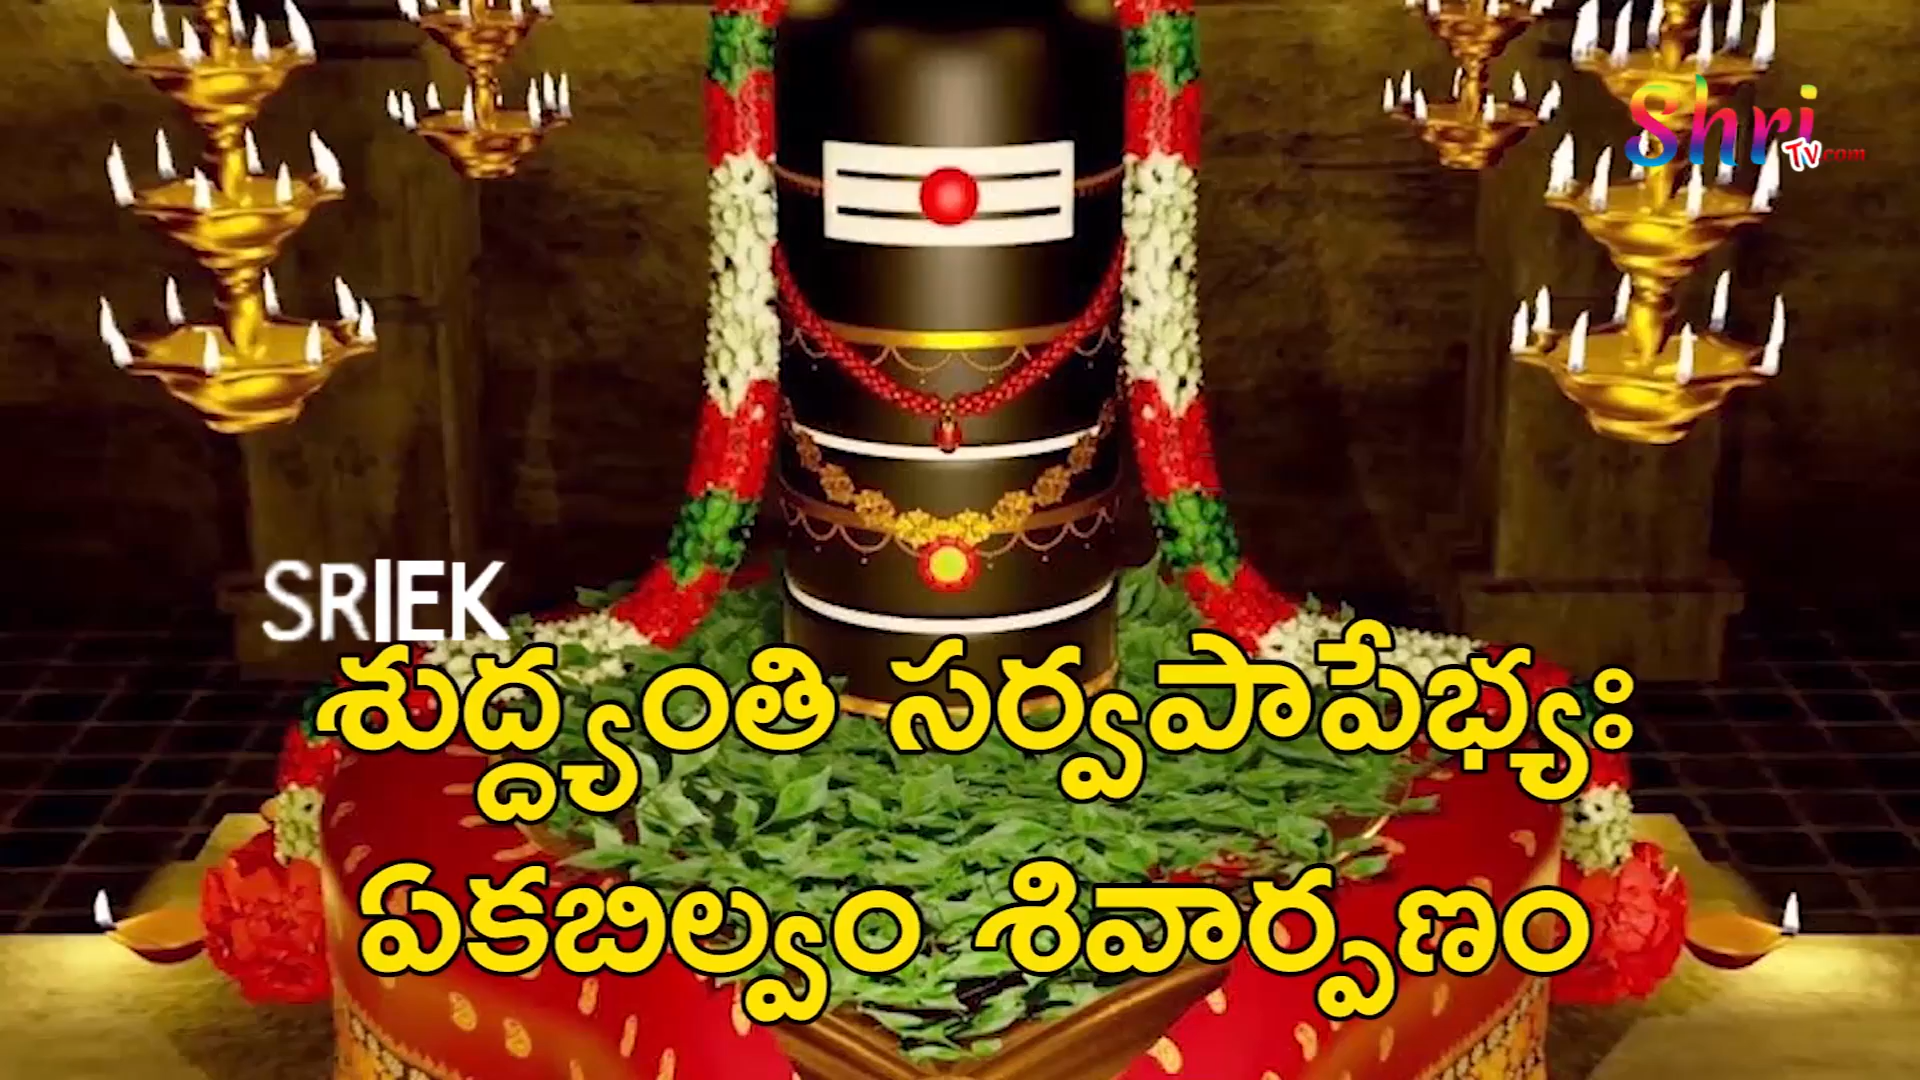 Shri
Tv.com
SRIEK
శుద్ధ్యంతి సర్వపాపేభ్యః
ఏకబిల్వం శివార్పణం